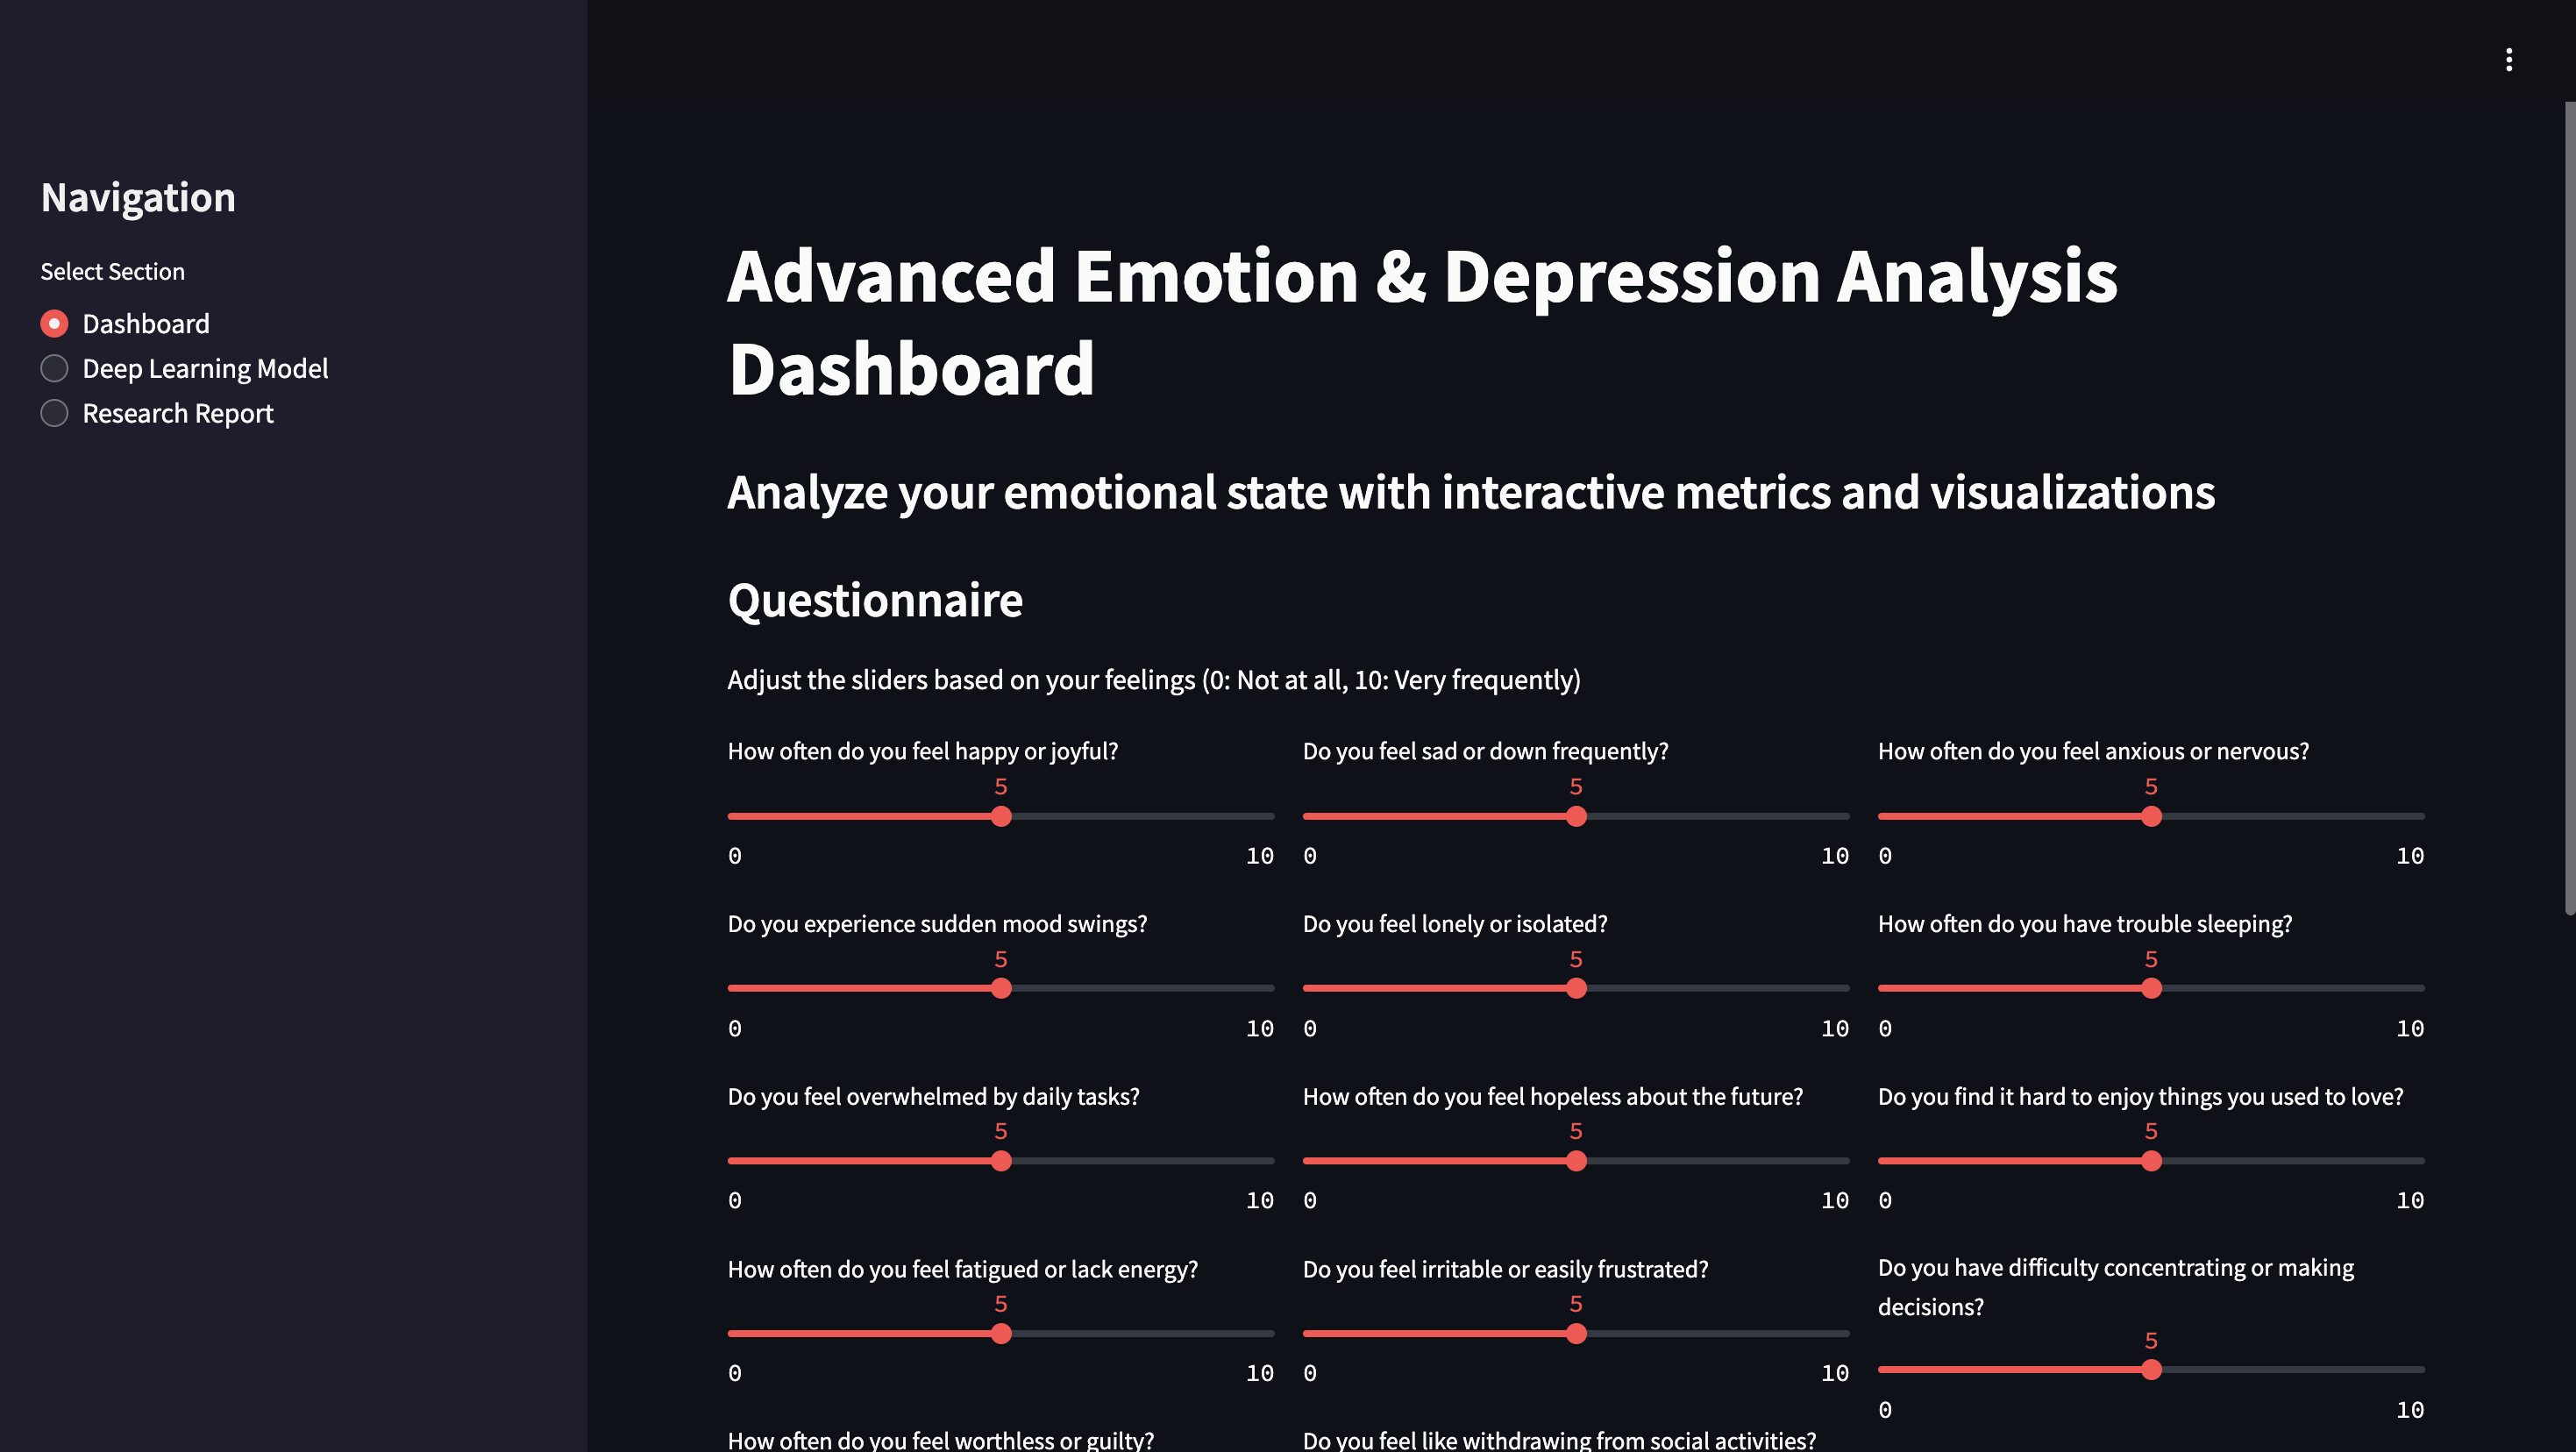 Navigation
Select Section
Dashboard
Deep Learning Model
Research Report
Advanced Emotion & Depression Analysis
Dashboard
Analyze your emotional state with interactive metrics and visualizations
Questionnaire
Adjust the sliders based on your feelings (0: Not at all, 10: Very frequently)
How often do you feel happy or joyful?
5
0 10
Do you feel sad or down frequently?
5
0 10
How often do you feel anxious or nervous?
5
0 10
Do you experience sudden mood swings?
5
0 10
Do you feel lonely or isolated?
5
0 10
How often do you have trouble sleeping?
5
0 10
Do you feel overwhelmed by daily tasks?
5
0 10
How often do you feel hopeless about the future?
5
0 10
Do you find it hard to enjoy things you used to love?
5
0 10
How often do you feel fatigued or lack energy?
5
0 10
Do you feel irritable or easily frustrated?
5
0 10
Do you have difficulty concentrating or making
decisions?
5
0 10
How often do you feel worthless or guilty?
Do you feel like withdrawing from social activities?